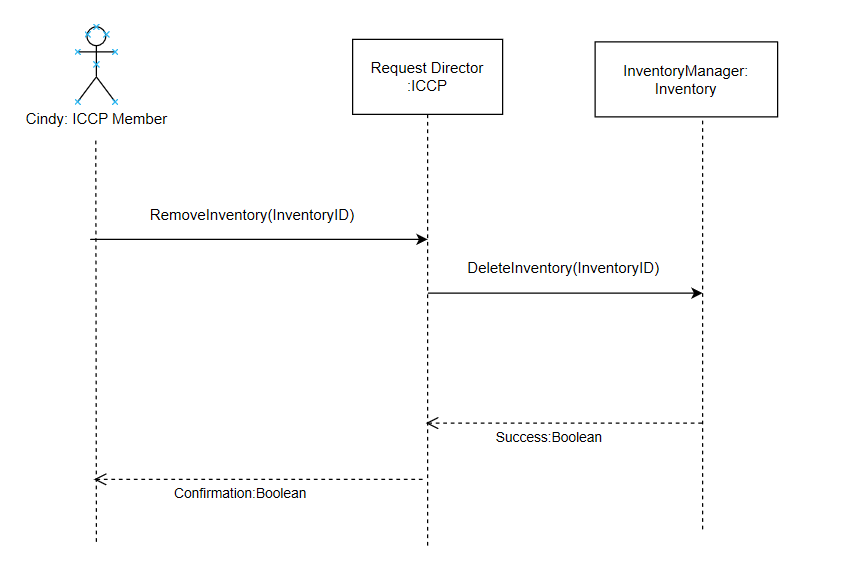 Cindy: ICCP Member
Request Director
:ICCP
InventoryManager:
Inventory
RemoveInventory(InventoryID)
DeleteInventory(InventoryID)
Success:Boolean
Confirmation:Boolean